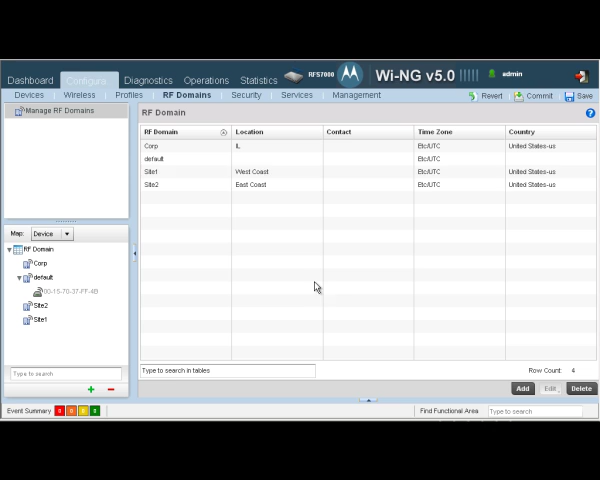 Dashboard Configure Diagnostics Operations Statistics RFS7000 Wi-NG v5.0 admin
Devices Wireless Profiles RF Domains Security Services Management Revert Commit Save
Manage RF Domains
RF Domain ?
RF Domain Location Contact Time Zone Country
Corp IL Etc/UTC United States-us
default Etc/UTC
Site1 West Coast Etc/UTC United States-us
Site2 East Coast Etc/UTC United States-us
Map: Device
RF Domain
Corp
default
00-15-70-37-FF-4B
Site2
Site1
Type to search
Type to search in tables Row Count: 4
Add Edit Delete
Event Summary 0 0 0 0 Find Functional Area Type to search